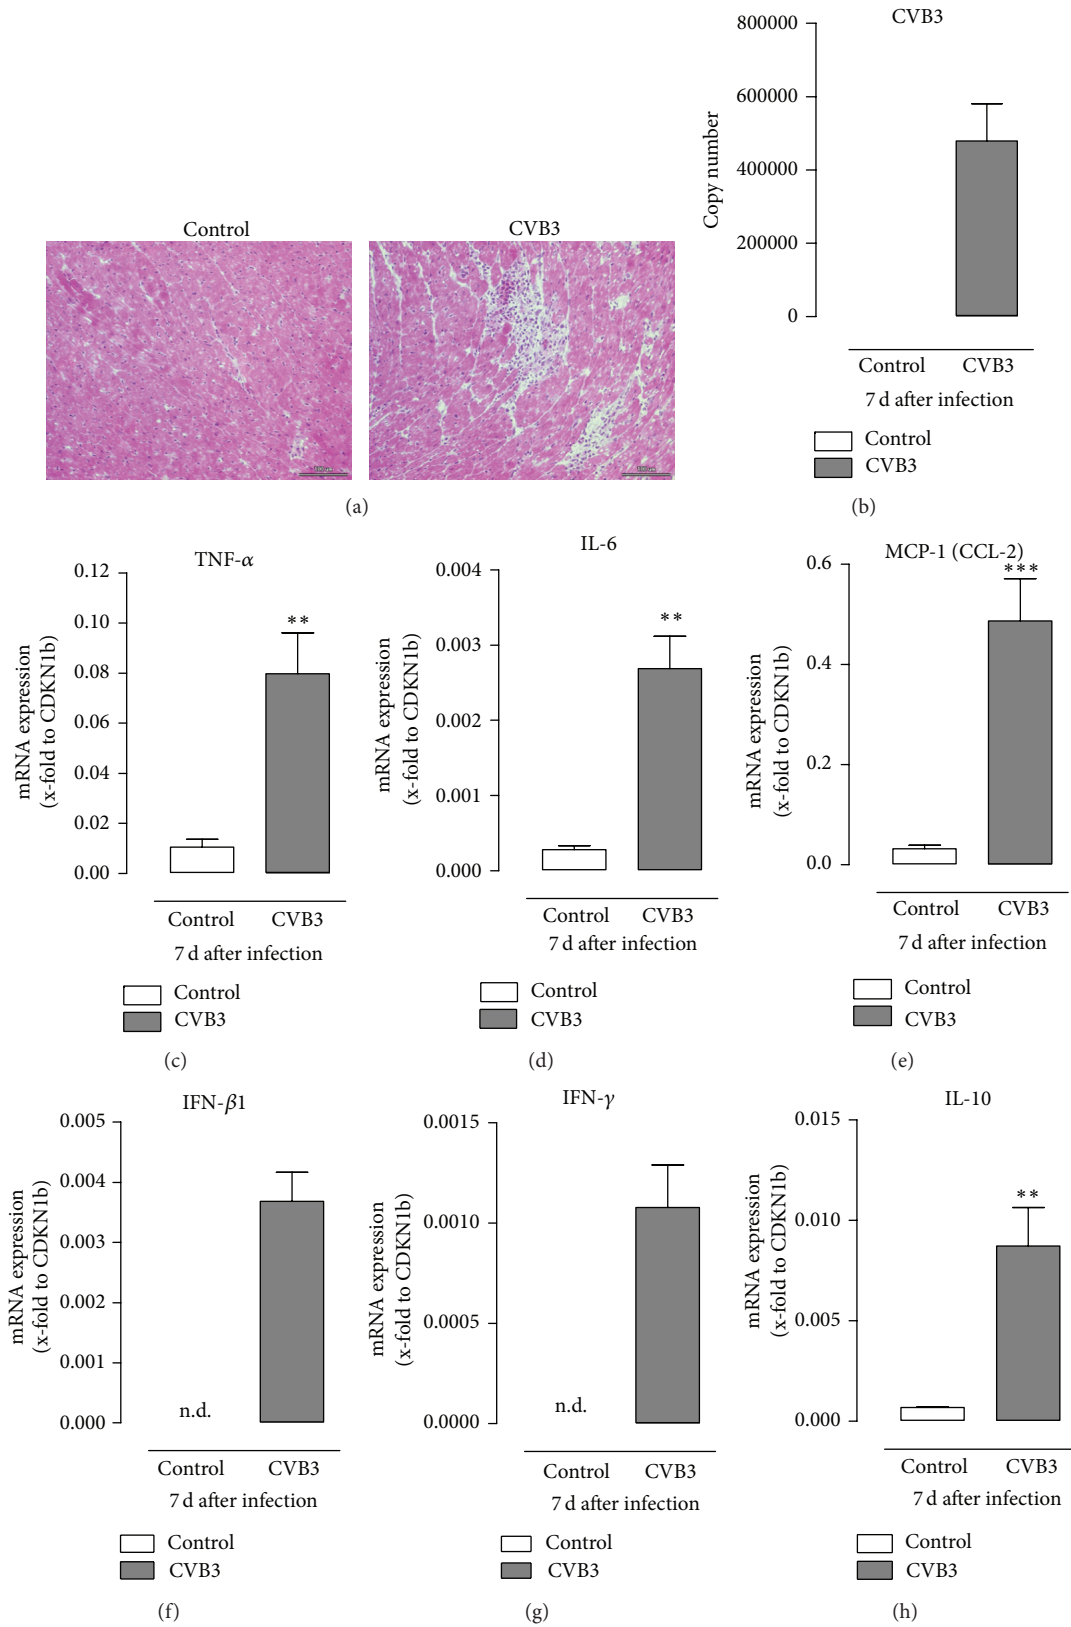 Control
CVB3
100 μm
100 μm
(a)
CVB3
Copy number
800000
600000
400000
200000
0
Control
CVB3
7 d after infection
Control
CVB3
(b)
TNF-α
mRNA expression
(x-fold to CDKN1b)
0.12
0.10
0.08
0.06
0.04
0.02
0.00
**
Control
CVB3
7 d after infection
Control
CVB3
(c)
IL-6
mRNA expression
(x-fold to CDKN1b)
0.004
0.003
0.002
0.001
0.000
**
Control
CVB3
7 d after infection
Control
CVB3
(d)
MCP-1 (CCL-2)
mRNA expression
(x-fold to CDKN1b)
0.6
0.4
0.2
0.0
***
Control
CVB3
7 d after infection
Control
CVB3
(e)
IFN-β1
mRNA expression
(x-fold to CDKN1b)
0.005
0.004
0.003
0.002
0.001
0.000
n.d.
Control
CVB3
7 d after infection
Control
CVB3
(f)
IFN-γ
mRNA expression
(x-fold to CDKN1b)
0.0015
0.0010
0.0005
0.0000
n.d.
Control
CVB3
7 d after infection
Control
CVB3
(g)
IL-10
mRNA expression
(x-fold to CDKN1b)
0.015
0.010
0.005
0.000
**
Control
CVB3
7 d after infection
Control
CVB3
(h)